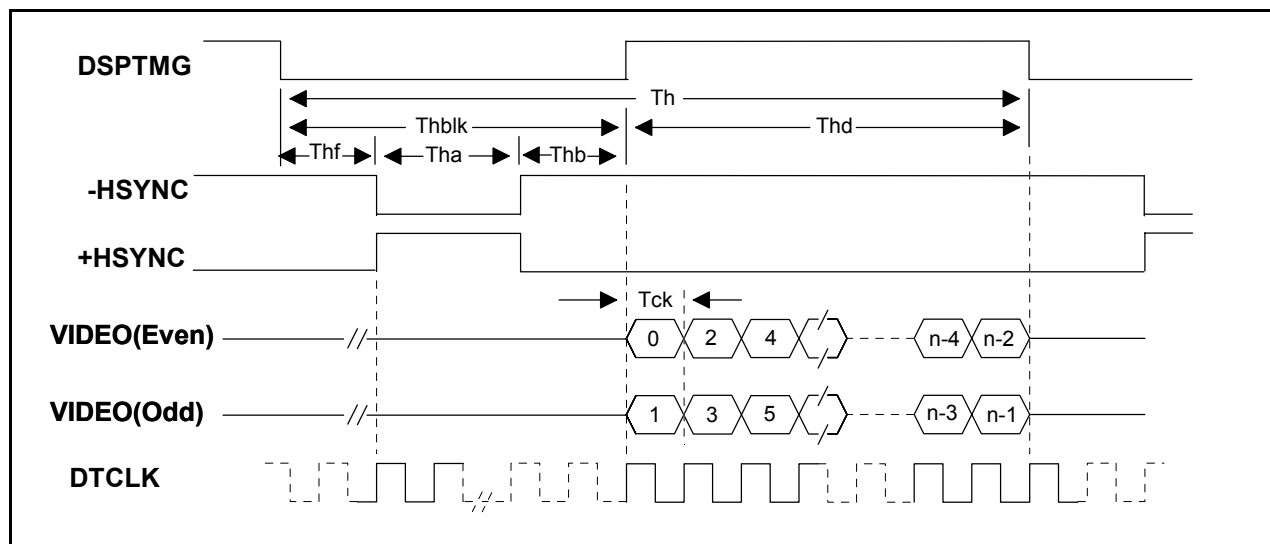 DSPTMG
Th
Thblk Thd
Thf Tha Thb
-HSYNC
+HSYNC
Tck
VIDEO(Even) // 0 2 4 n-4 n-2
VIDEO(Odd) // 1 3 5 n-3 n-1
DTCLK //